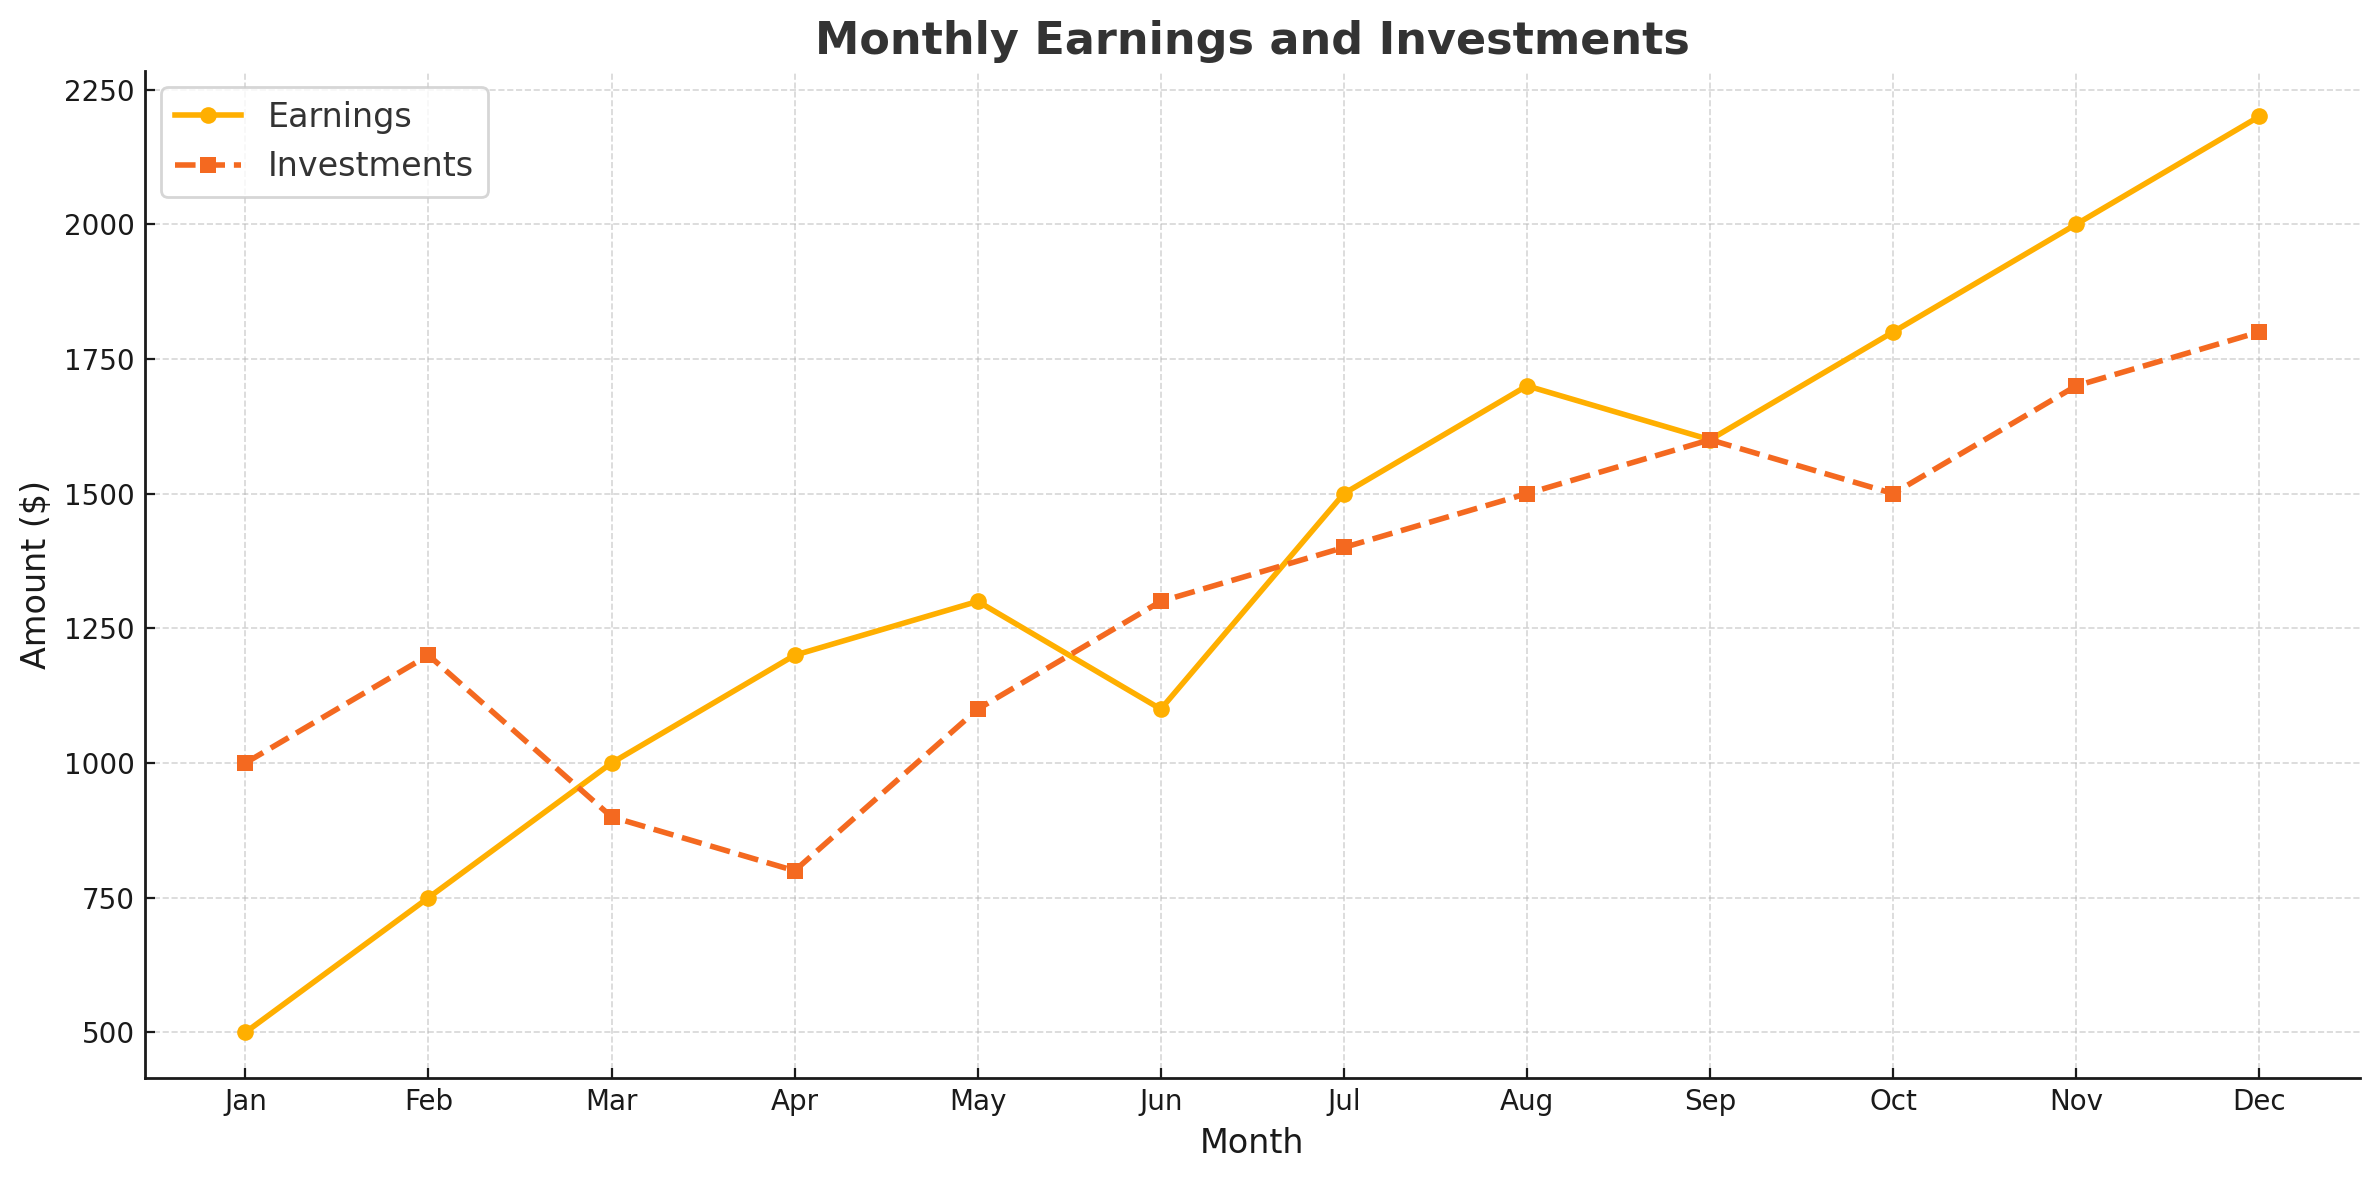 Monthly Earnings and Investments
Earnings
Investments
Amount ($)
2250
2000
1750
1500
1250
1000
750
500
Jan Feb Mar Apr May Jun Jul Aug Sep Oct Nov Dec
Month